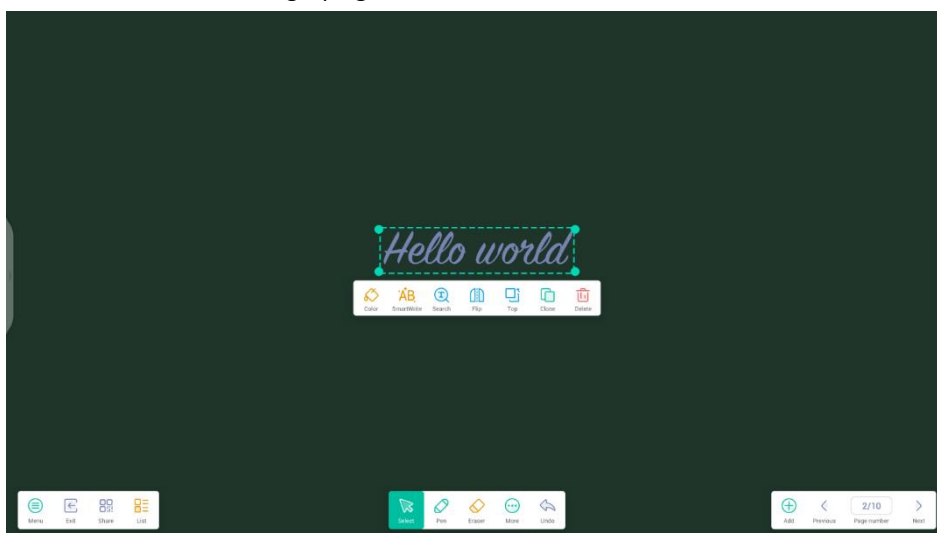 Hello world
Color SmartWrite Search Flip Top Clone Delete
Menu Exit Share List Select Pen Eraser More Undo Add Previous 2/10 Page number Next